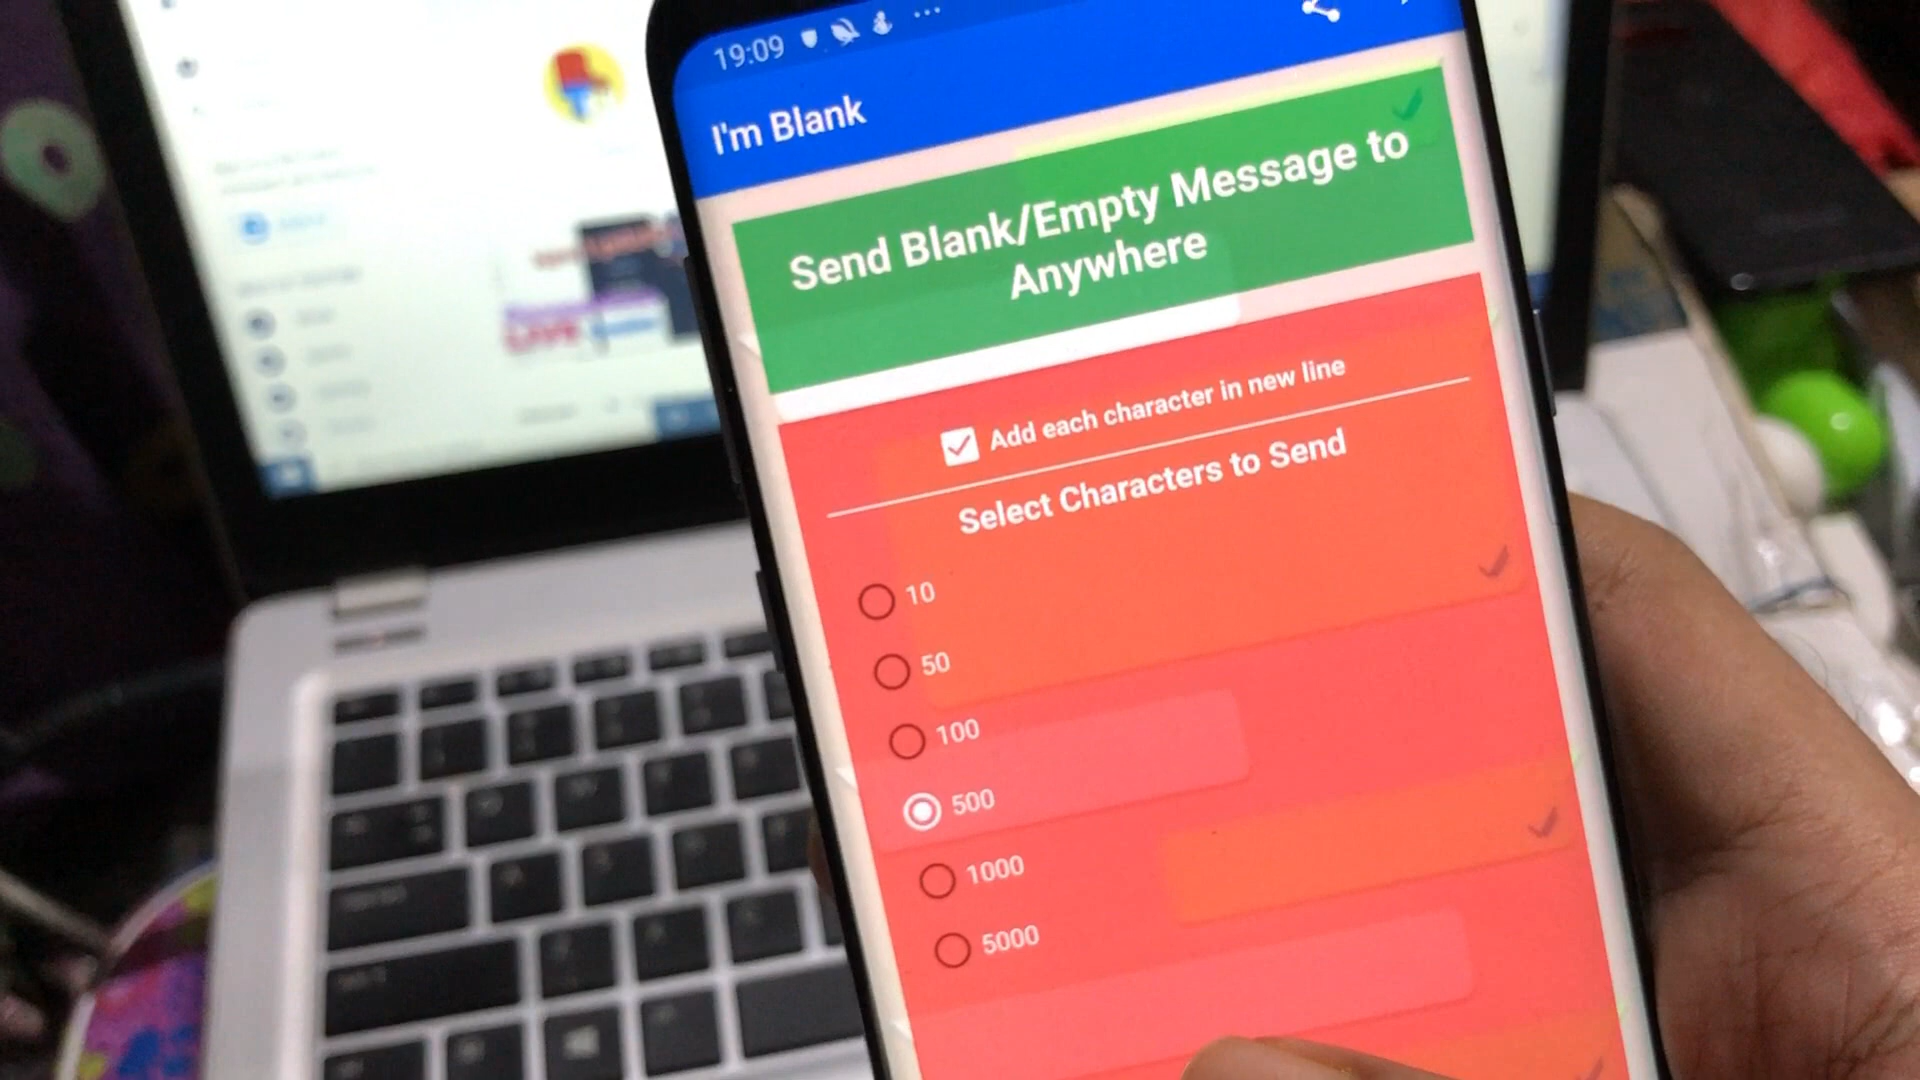 19:09
I'm Blank
Send Blank/Empty Message to
Anywhere
Add each character in new line
Select Characters to Send
10
50
100
500
1000
5000
LIVE